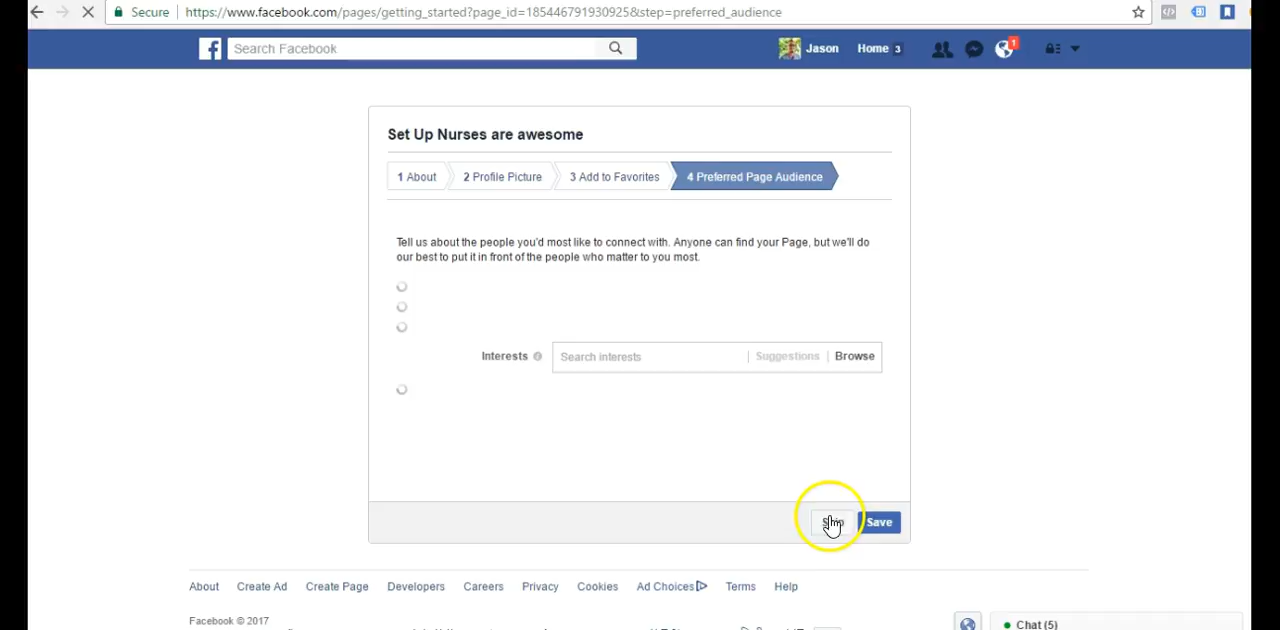 Secure https://www.facebook.com/pages/getting_started?page_id=185446791930925&step=preferred_audience
f Search Facebook Jason Home 3 1
Set Up Nurses are awesome
1 About 2 Profile Picture 3 Add to Favorites 4 Preferred Page Audience
Tell us about the people you'd most like to connect with. Anyone can find your Page, but we'll do
our best to put it in front of the people who matter to you most.
Interests Search interests Suggestions Browse
Skip Save
About Create Ad Create Page Developers Careers Privacy Cookies Ad Choices Terms Help
Facebook © 2017
Chat (5)